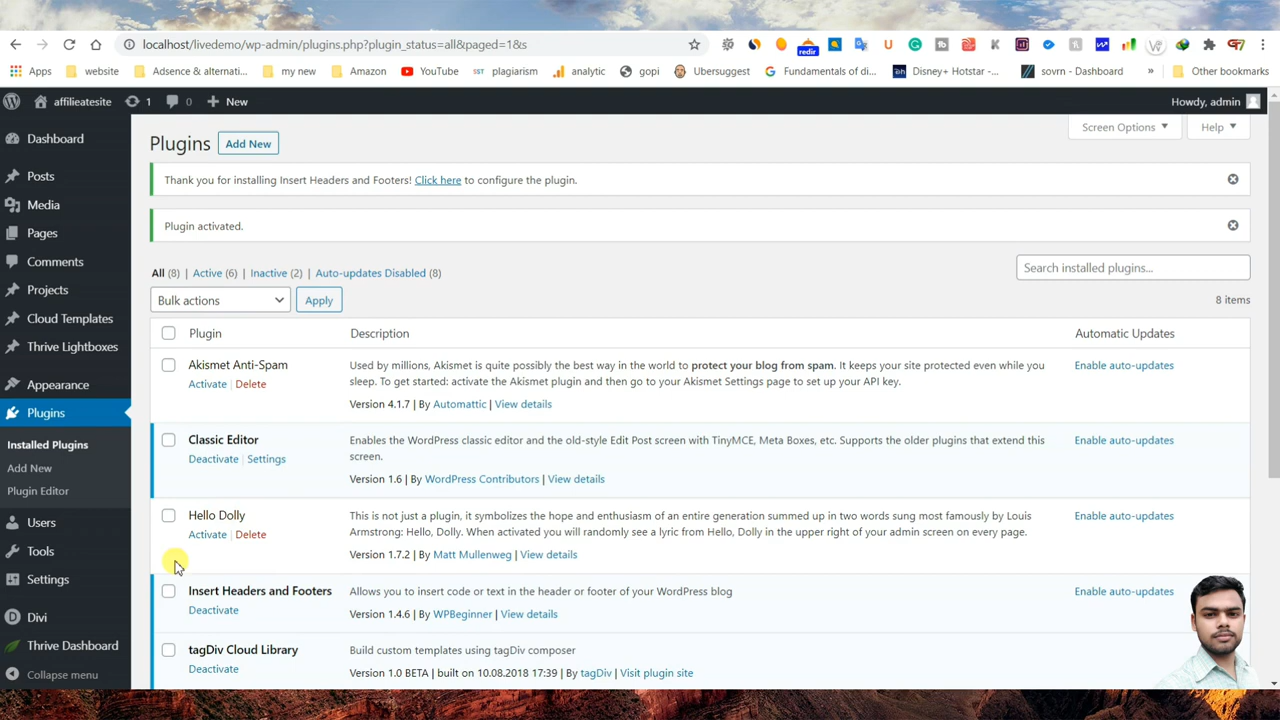 localhost/livedemo/wp-admin/plugins.php?plugin_status=all&paged=1&s
redir
Apps website Adsence & alternati... my new Amazon YouTube SST plagiarism analytic gopi Ubersuggest Fundamentals of di... Disney+ Hotstar -... sovrn - Dashboard » Other bookmarks
affilieatesite 1 0 New Howdy, admin
Dashboard
Posts
Media
Pages
Comments
Projects
Cloud Templates
Thrive Lightboxes
Appearance
Plugins
Installed Plugins
Add New
Plugin Editor
Users
Tools
Settings
Divi
Thrive Dashboard
Collapse menu
Screen Options Help
Plugins Add New
Thank you for installing Insert Headers and Footers! Click here to configure the plugin.
Plugin activated.
All (8) | Active (6) | Inactive (2) | Auto-updates Disabled (8)
Search installed plugins...
Bulk actions Apply 8 items
Plugin Description Automatic Updates
Akismet Anti-Spam Used by millions, Akismet is quite possibly the best way in the world to protect your blog from spam. It keeps your site protected even while you Enable auto-updates
Activate | Delete sleep. To get started: activate the Akismet plugin and then go to your Akismet Settings page to set up your API key.
Version 4.1.7 | By Automattic | View details
Classic Editor Enables the WordPress classic editor and the old-style Edit Post screen with TinyMCE, Meta Boxes, etc. Supports the older plugins that extend this Enable auto-updates
Deactivate | Settings screen.
Version 1.6 | By WordPress Contributors | View details
Hello Dolly This is not just a plugin, it symbolizes the hope and enthusiasm of an entire generation summed up in two words sung most famously by Louis Enable auto-updates
Activate | Delete Armstrong: Hello, Dolly. When activated you will randomly see a lyric from Hello, Dolly in the upper right of your admin screen on every page.
Version 1.7.2 | By Matt Mullenweg | View details
Insert Headers and Footers Allows you to insert code or text in the header or footer of your WordPress blog Enable auto-updates
Deactivate Version 1.4.6 | By WPBeginner | View details
tagDiv Cloud Library Build custom templates using tagDiv composer
Deactivate Version 1.0 BETA | built on 10.08.2018 17:39 | By tagDiv | Visit plugin site